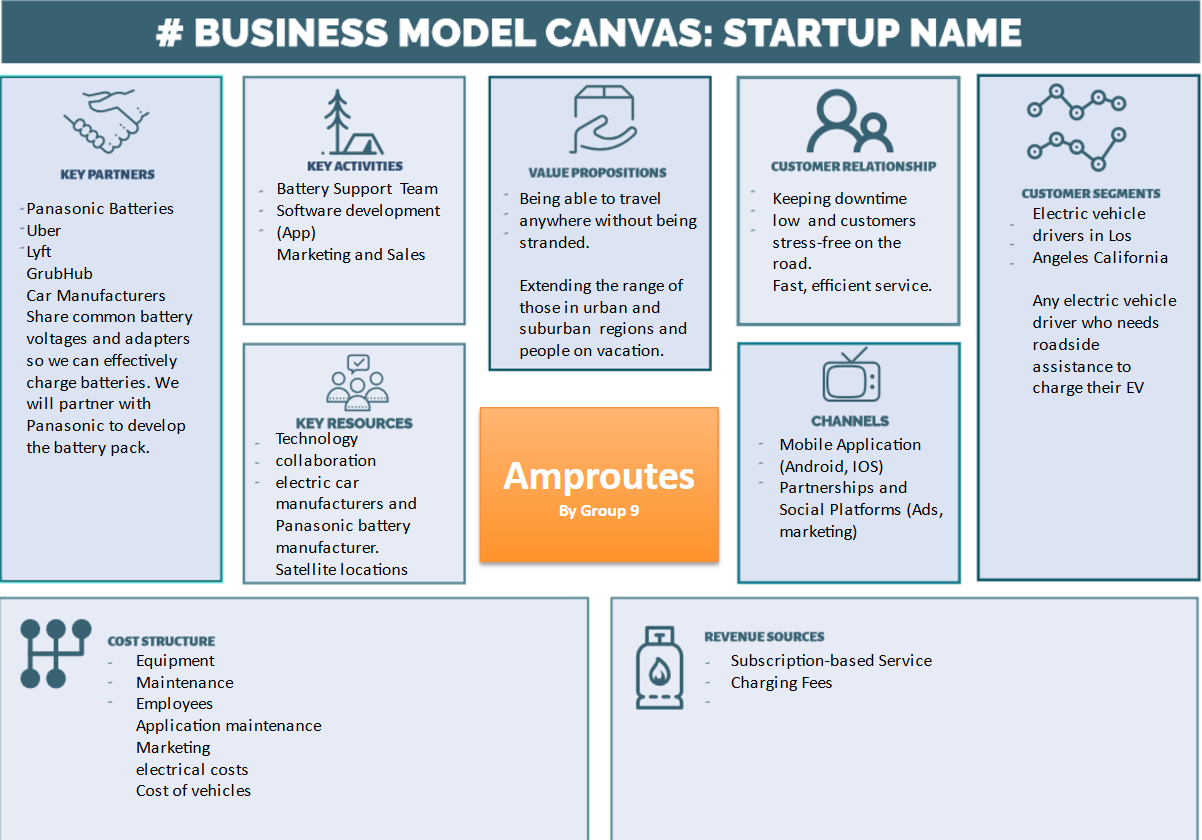 # BUSINESS MODEL CANVAS: STARTUP NAME
KEY PARTNERS
-Panasonic Batteries
-Uber
-Lyft
GrubHub
Car Manufacturers
Share common battery
voltages and adapters
so we can effectively
charge batteries. We
will partner with
Panasonic to develop
the battery pack.
KEY ACTIVITIES
- Battery Support  Team
- Software development
- (App)
Marketing and Sales
KEY RESOURCES
- Technology
- collaboration
- electric car
manufacturers and
Panasonic battery
manufacturer.
Satellite locations
VALUE PROPOSITIONS
- Being able to travel
- anywhere without being
- stranded.
Extending the range of
those in urban and
suburban  regions and
people on vacation.
Amproutes
By Group 9
CUSTOMER RELATIONSHIP
- Keeping downtime
- low  and customers
- stress-free on the
road.
Fast, efficient service.
CHANNELS
- Mobile Application
- (Android, IOS)
- Partnerships and
Social Platforms (Ads,
marketing)
CUSTOMER SEGMENTS
Electric vehicle
- drivers in Los
- Angeles California
-
Any electric vehicle
driver who needs
roadside
assistance to
charge their EV
COST STRUCTURE
- Equipment
- Maintenance
- Employees
Application maintenance
Marketing
electrical costs
Cost of vehicles
REVENUE SOURCES
- Subscription-based Service
- Charging Fees
-